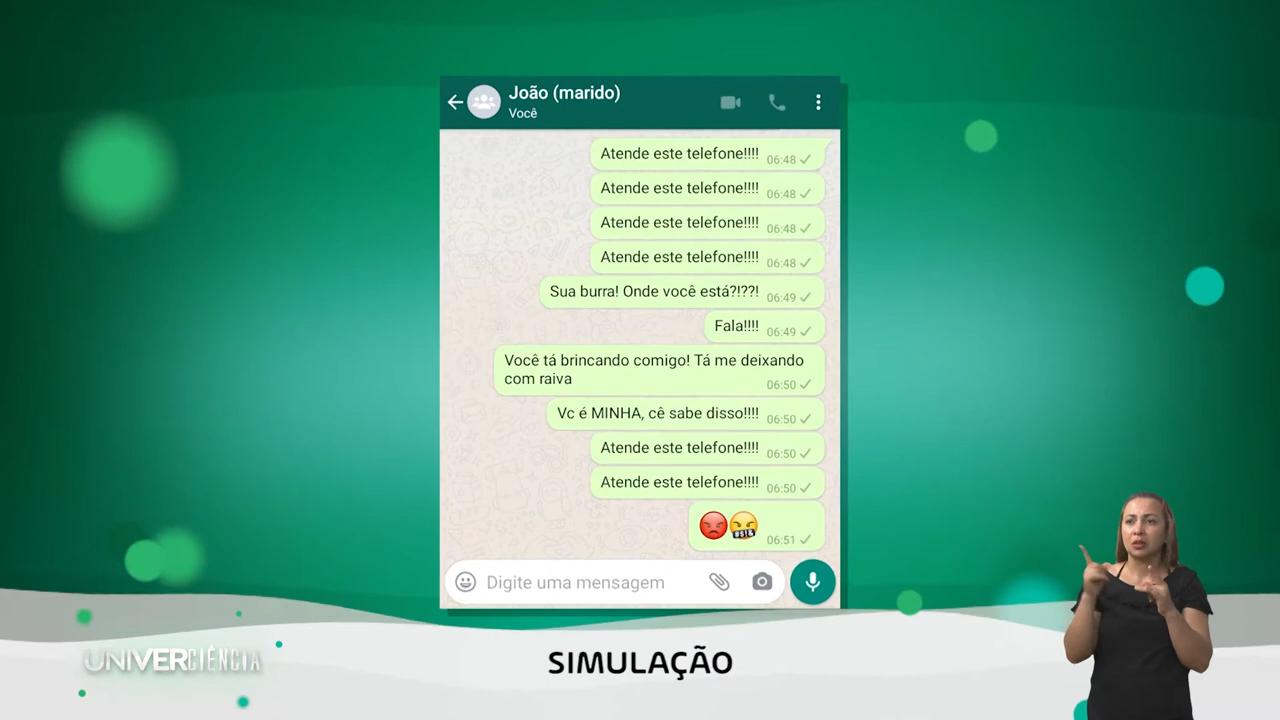 João (marido)
Você
Atende este telefone!!!! 06:48
Atende este telefone!!!! 06:48
Atende este telefone!!!! 06:48
Atende este telefone!!!! 06:48
Sua burra! Onde você está?!??! 06:49
Fala!!!! 06:49
Você tá brincando comigo! Tá me deixando
com raiva 06:50
Vc é MINHA, cê sabe disso!!!! 06:50
Atende este telefone!!!! 06:50
Atende este telefone!!!! 06:50
😡🤬 06:51
Digite uma mensagem
UNIVERCIÊNCIA
SIMULAÇÃO